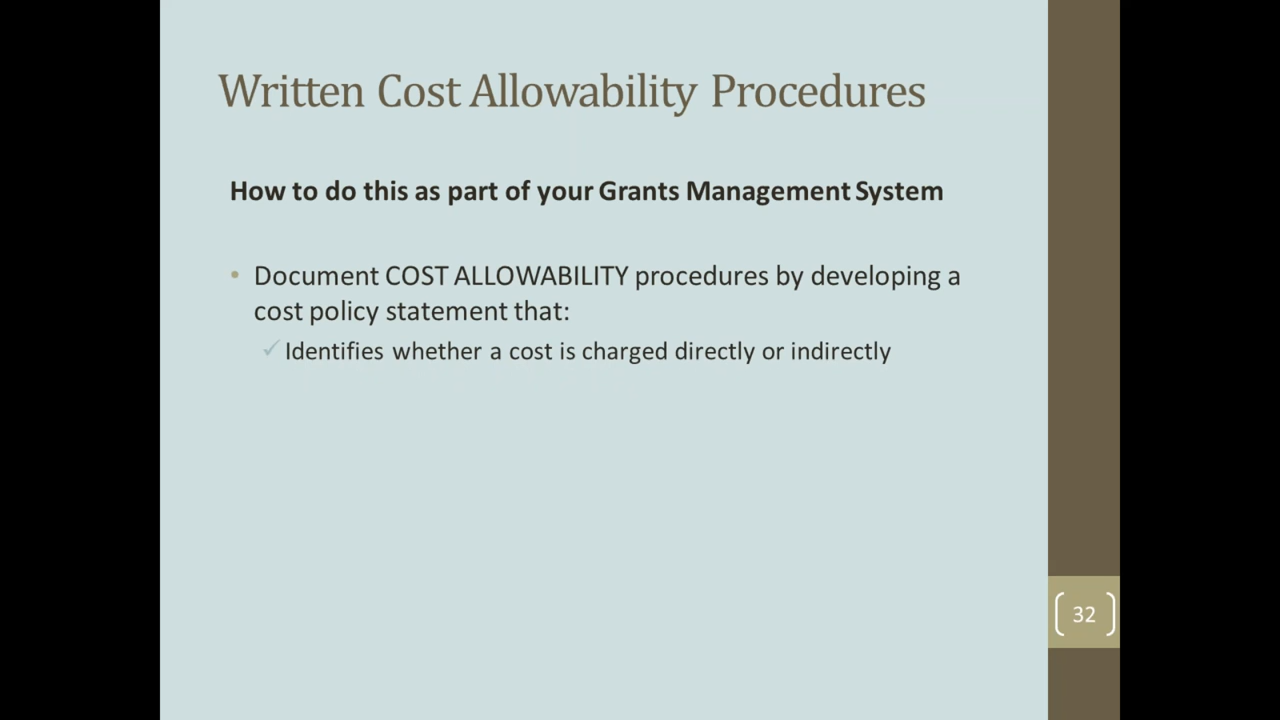 Written Cost Allowability Procedures
How to do this as part of your Grants Management System
• Document COST ALLOWABILITY procedures by developing a
cost policy statement that:
✓ Identifies whether a cost is charged directly or indirectly
32